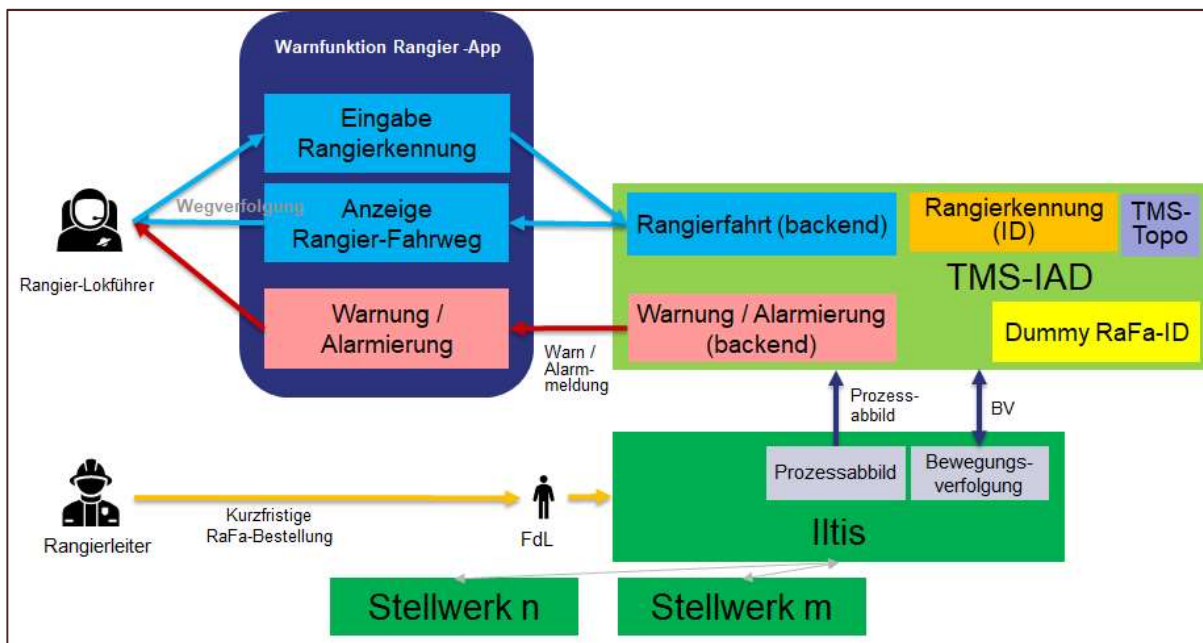 Warnfunktion Rangier -App
Eingabe
Rangierkennung
Wegverfolgung
Anzeige
Rangier-Fahrweg
Rangier-Lokführer
Warnung /
Alarmierung
Warn /
Alarm-
meldung
Rangierfahrt (backend)
Rangierkennung
(ID)
TMS-
Topo
TMS-IAD
Warnung / Alarmierung
(backend)
Dummy RaFa-ID
Prozess-
abbild
BV
Prozessabbild
Bewegungs-
verfolgung
Iltis
Rangierleiter
Kurzfristige
RaFa-Bestellung
FdL
Stellwerk n
Stellwerk m